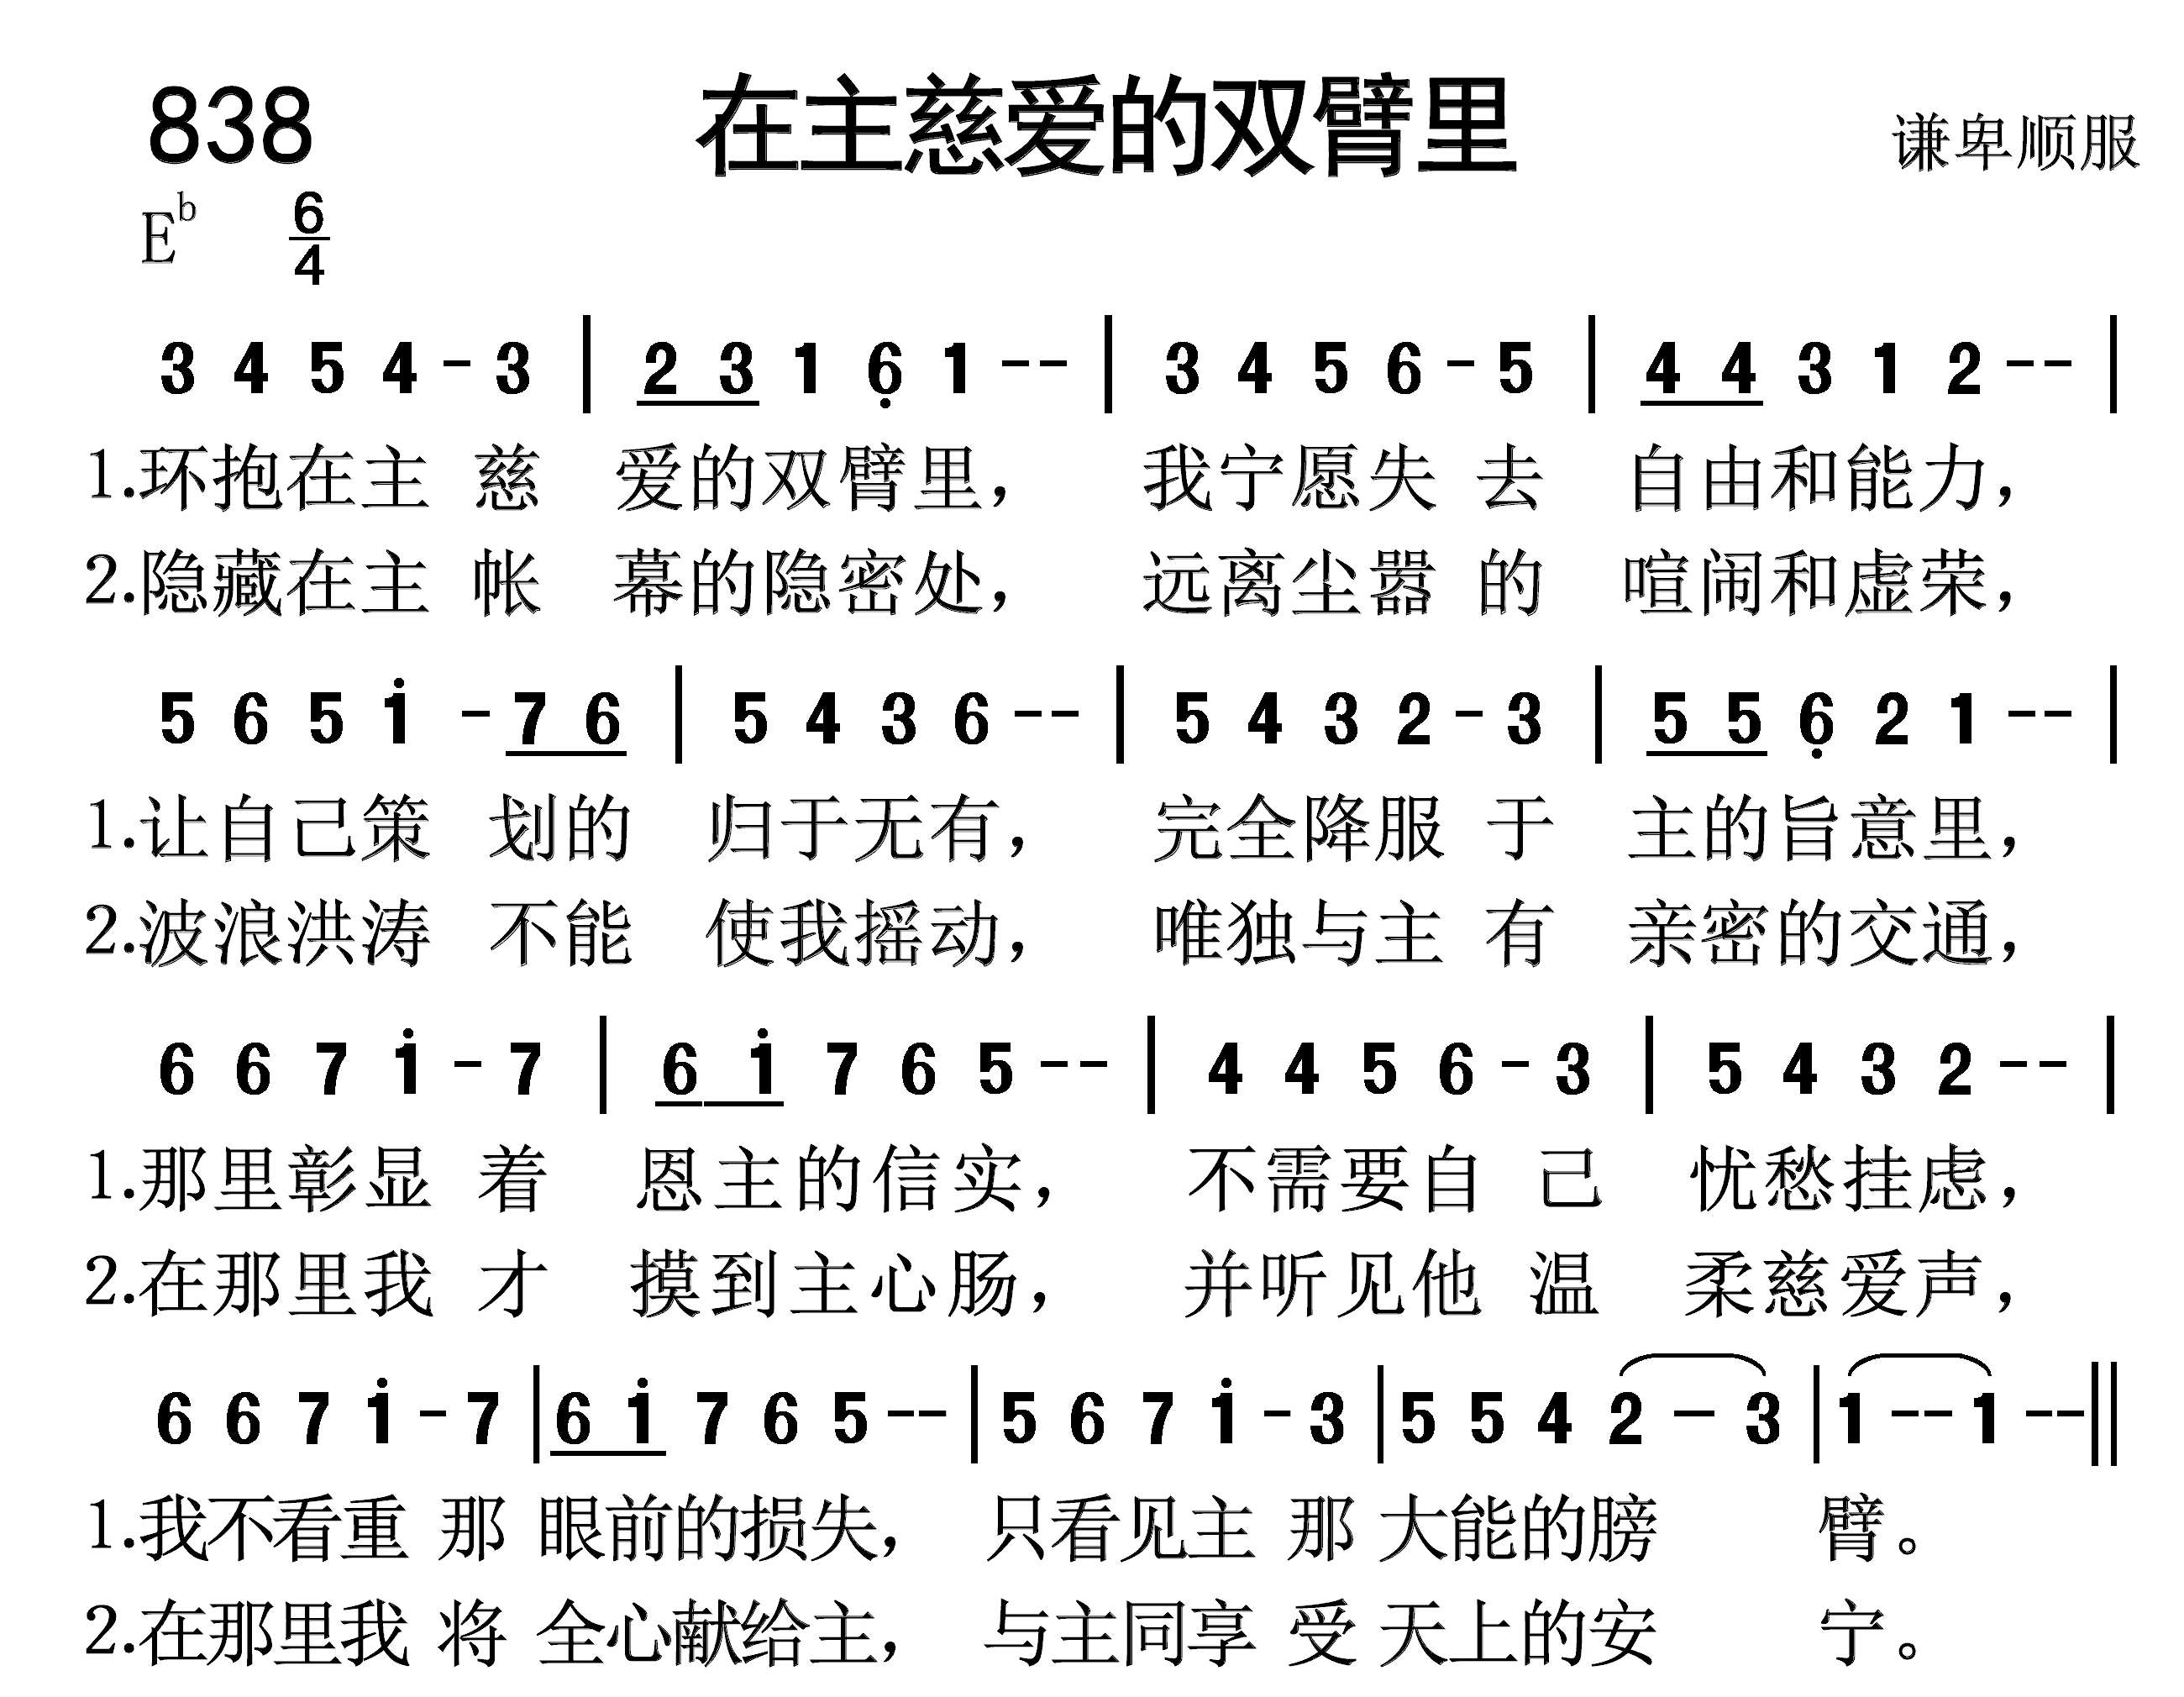 838 在主慈爱的双臂里 谦卑顺服
E♭ 6/4
3 4 5 4 - 3 | 2 3 1 6̣ 1 - - | 3 4 5 6 - 5 | 4 4 3 1 2 - - |
1.环抱在主 慈 爱的双臂里， 我宁愿失 去 自由和能力，
2.隐藏在主 帐 幕的隐密处， 远离尘嚣 的 喧闹和虚荣，
5 6 5 1̇ - 7 6 | 5 4 3 6 - - | 5 4 3 2 - 3 | 5 5 6̣ 2 1 - - |
1.让自己策 划的 归于无有， 完全降服 于 主的旨意里，
2.波浪洪涛 不能 使我摇动， 唯独与主 有 亲密的交通，
6 6 7 1̇ - 7 | 6 1̇ 7 6 5 - - | 4 4 5 6 - 3 | 5 4 3 2 - - |
1.那里彰显 着 恩主的信实， 不需要自 己 忧愁挂虑，
2.在那里我 才 摸到主心肠， 并听见他 温 柔慈爱声，
6 6 7 1̇ - 7 | 6 1̇ 7 6 5 - - | 5 6 7 1̇ - 3 | 5 5 4 2 - 3 | 1 - - 1 - - ||
1.我不看重 那 眼前的损失， 只看见主 那 大能的膀 臂。
2.在那里我 将 全心献给主， 与主同享 受 天上的安 宁。